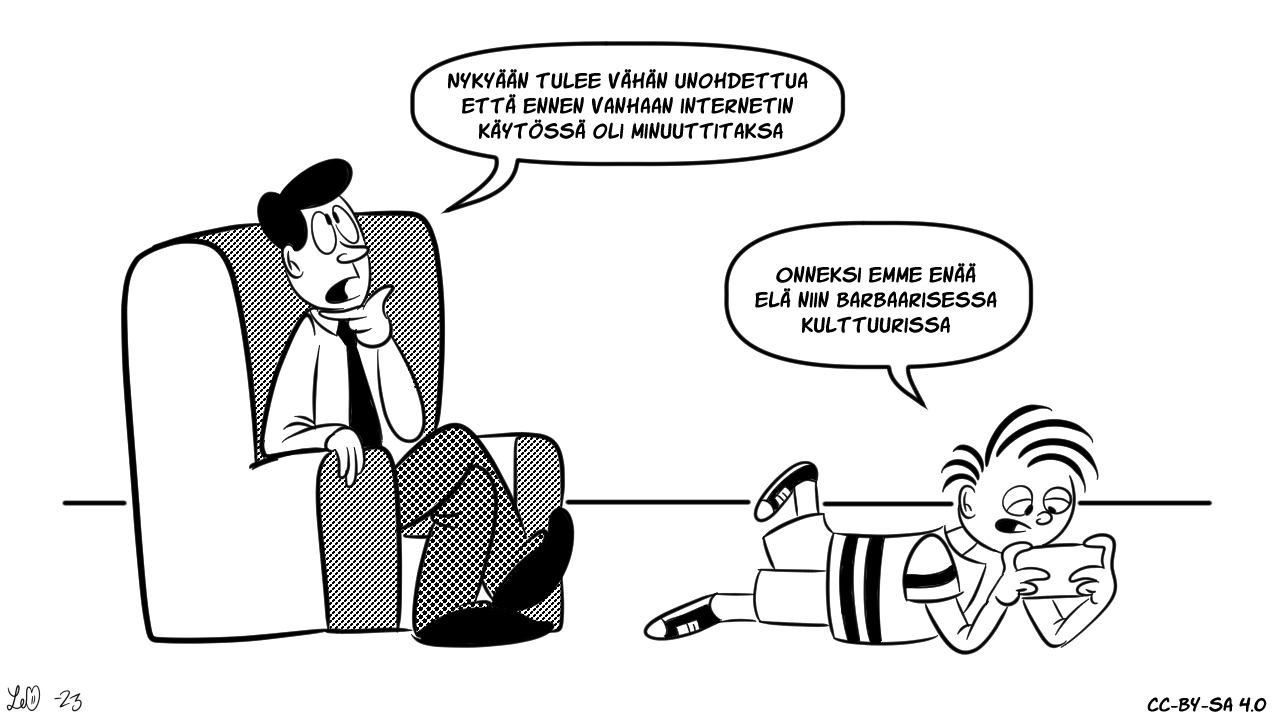 NYKYÄÄN TULEE VÄHÄN UNOHDETTUA
ETTÄ ENNEN VANHAAN INTERNETIN
KÄYTÖSSÄ OLI MINUUTTITAKSA
ONNEKSI EMME ENÄÄ
ELÄ NIIN BARBAARISESSA
KULTTUURISSA
-23
CC-BY-SA 4.0